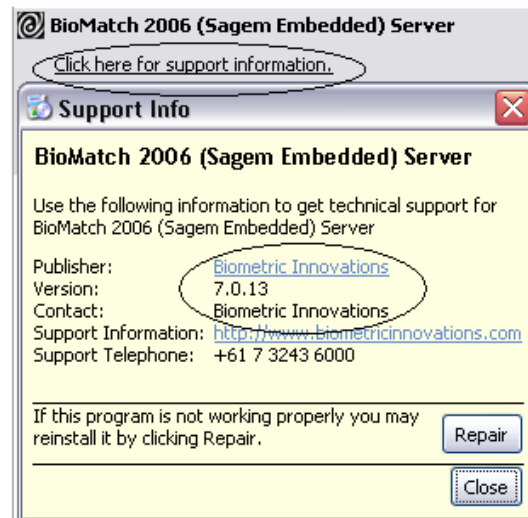 BioMatch 2006 (Sagem Embedded) Server
Click here for support information.
Support Info
BioMatch 2006 (Sagem Embedded) Server
Use the following information to get technical support for
BioMatch 2006 (Sagem Embedded) Server
Publisher: Biometric Innovations
Version: 7.0.13
Contact: Biometric Innovations
Support Information: http://www.biometricinnovations.com
Support Telephone: +61 7 3243 6000
If this program is not working properly you may
reinstall it by clicking Repair.
Repair
Close